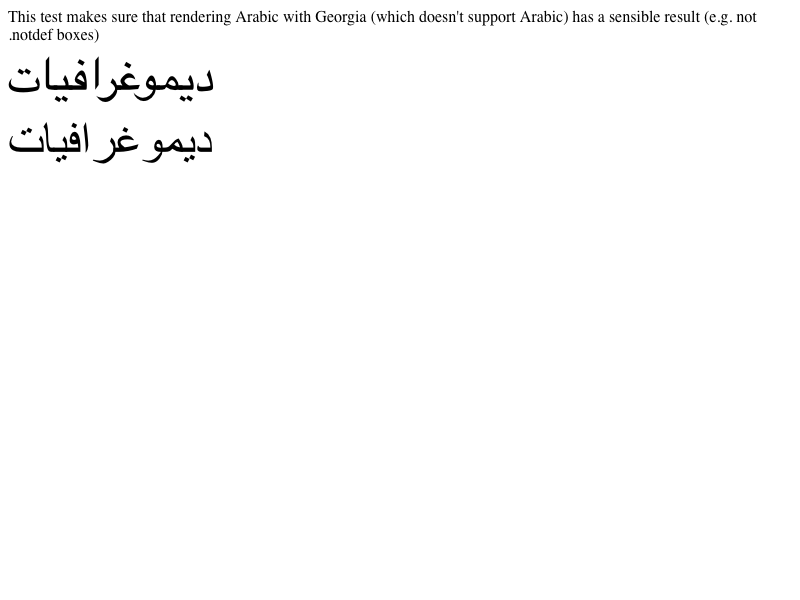 This test makes sure that rendering Arabic with Georgia (which doesn't support Arabic) has a sensible result (e.g. not
.notdef boxes)
ديموغرافيات
ديموغرافيات